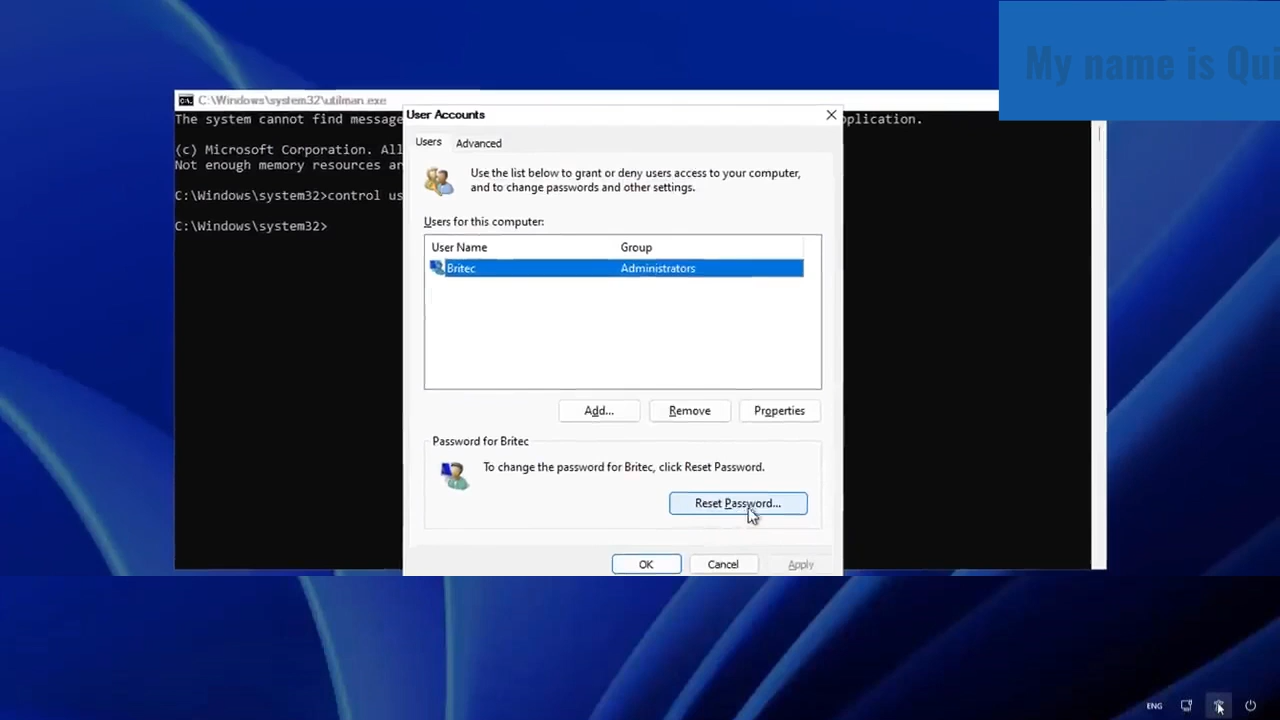 My name is Qui
C:\Windows\system32\utilman.exe
The system cannot find message
plication.
(c) Microsoft Corporation. All
Not enough memory resources ar
C:\Windows\system32>control us
C:\Windows\system32>
User Accounts
Users
Advanced
Use the list below to grant or deny users access to your computer,
and to change passwords and other settings.
Users for this computer:
User Name Group
Britec Administrators
Add... Remove Properties
Password for Britec
To change the password for Britec, click Reset Password.
Reset Password...
OK Cancel Apply
ENG